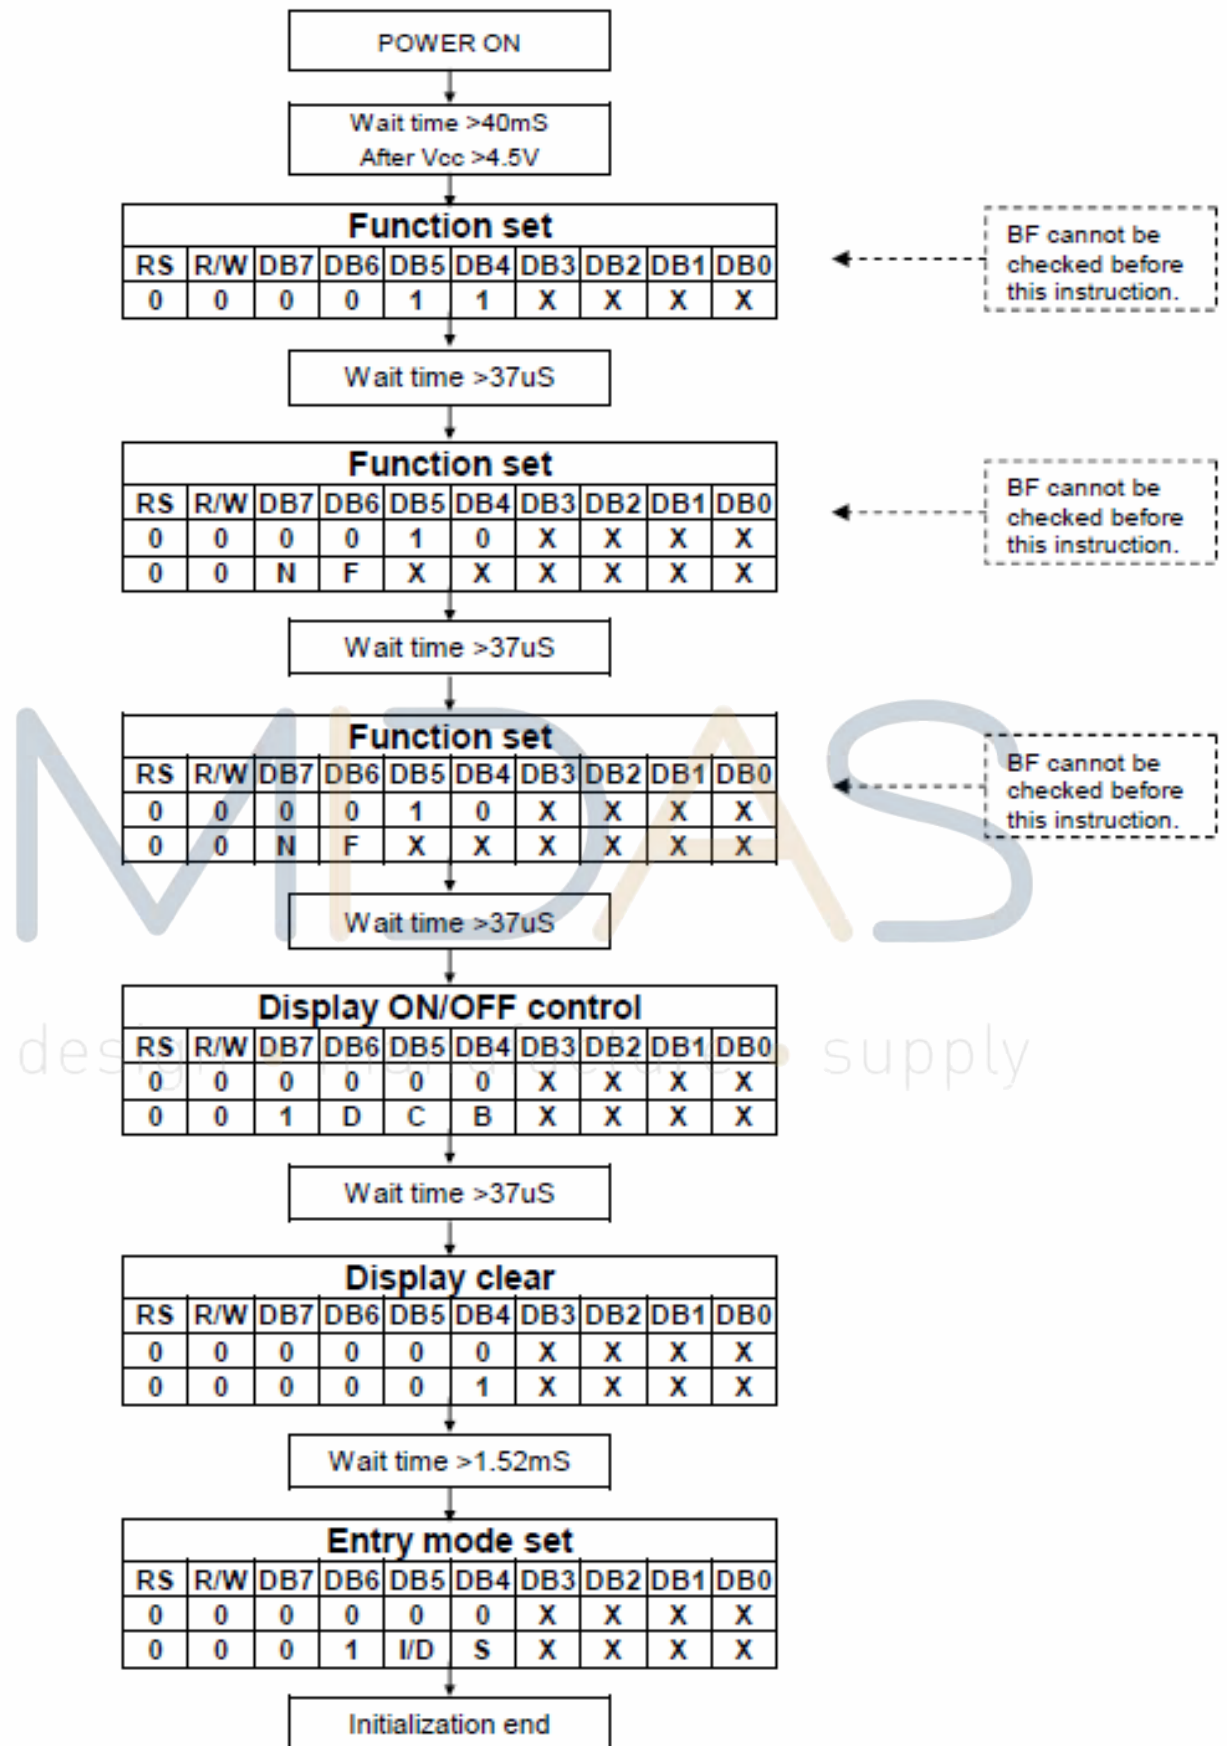 POWER ON
Wait time >40mS
After Vcc >4.5V
Function set
RS R/W DB7 DB6 DB5 DB4 DB3 DB2 DB1 DB0
0 0 0 0 1 1 X X X X
BF cannot be
checked before
this instruction.
Wait time >37uS
Function set
RS R/W DB7 DB6 DB5 DB4 DB3 DB2 DB1 DB0
0 0 0 0 1 0 X X X X
0 0 N F X X X X X X
BF cannot be
checked before
this instruction.
Wait time >37uS
MIDAS
Function set
RS R/W DB7 DB6 DB5 DB4 DB3 DB2 DB1 DB0
0 0 0 0 1 0 X X X X
0 0 N F X X X X X X
BF cannot be
checked before
this instruction.
Wait time >37uS
design • manufacture • supply
Display ON/OFF control
RS R/W DB7 DB6 DB5 DB4 DB3 DB2 DB1 DB0
0 0 0 0 0 0 X X X X
0 0 1 D C B X X X X
Wait time >37uS
Display clear
RS R/W DB7 DB6 DB5 DB4 DB3 DB2 DB1 DB0
0 0 0 0 0 0 X X X X
0 0 0 0 0 1 X X X X
Wait time >1.52mS
Entry mode set
RS R/W DB7 DB6 DB5 DB4 DB3 DB2 DB1 DB0
0 0 0 0 0 0 X X X X
0 0 0 1 I/D S X X X X
Initialization end